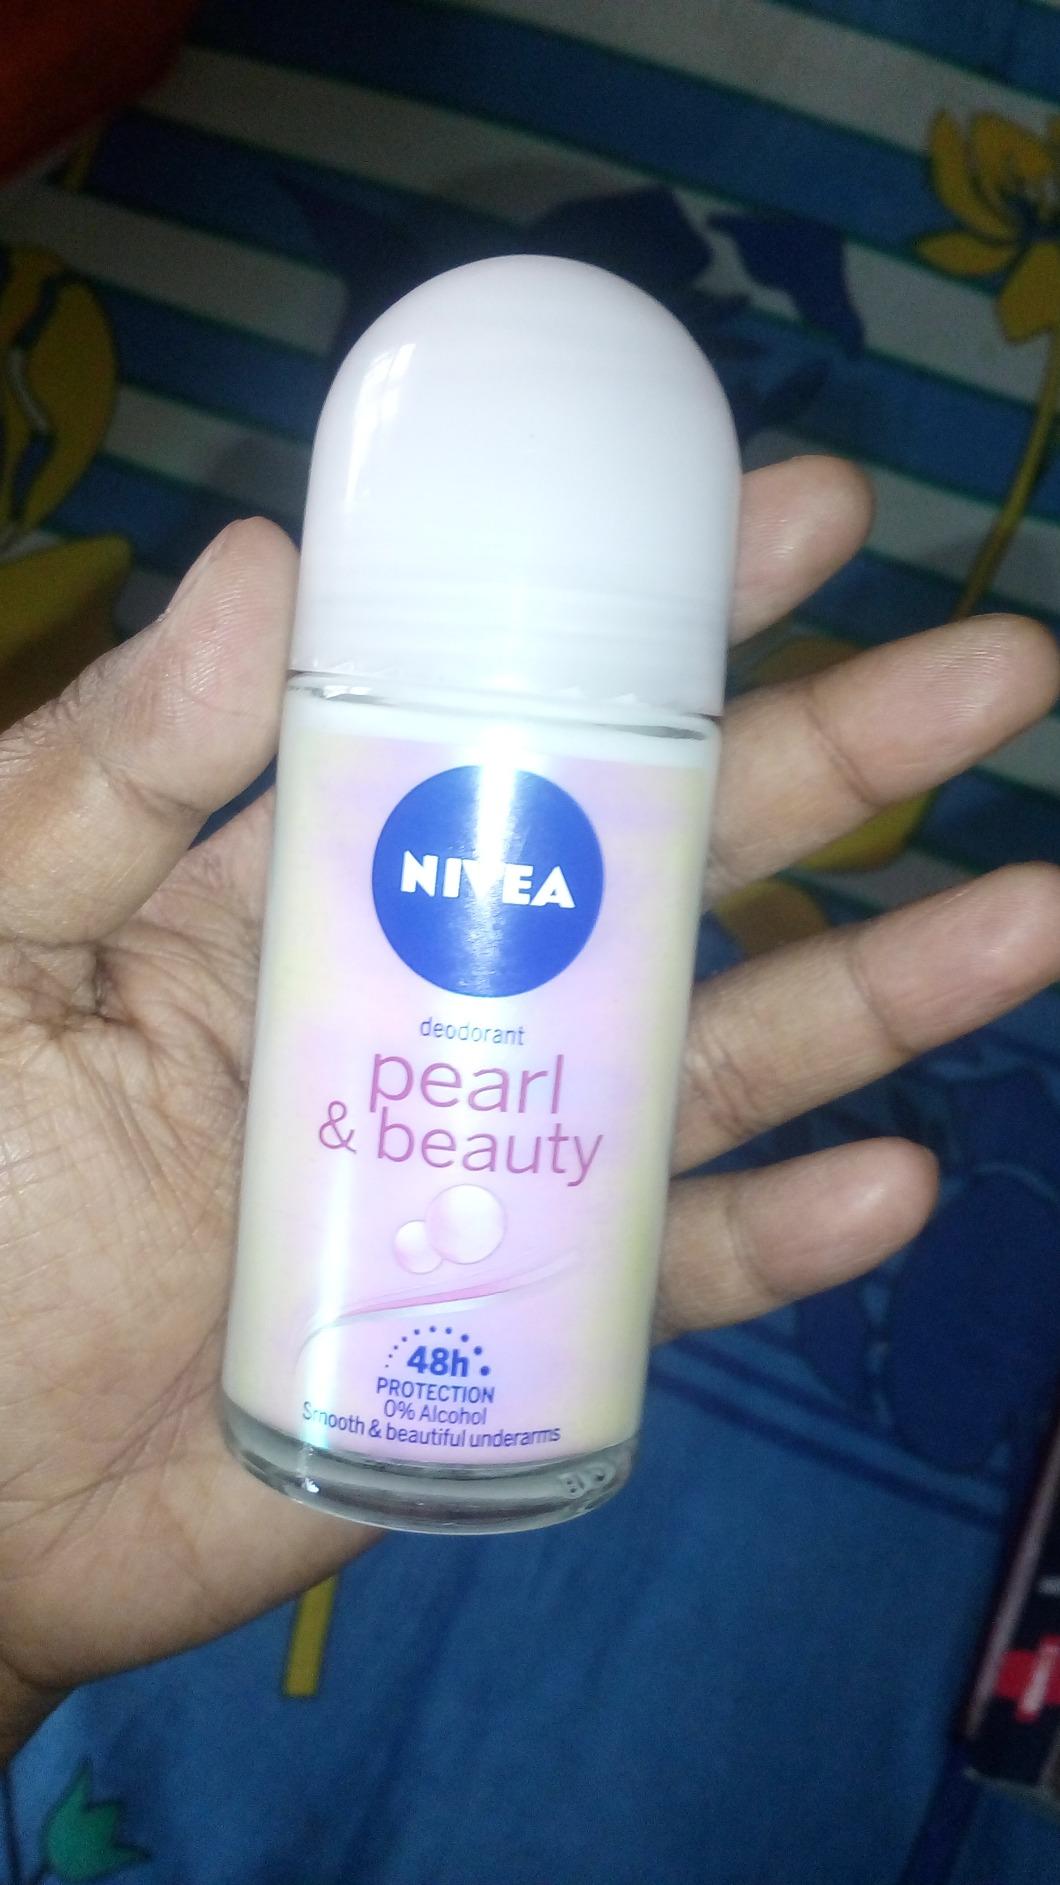 NIVEA
deodorant
pearl
& beauty
48h
PROTECTION
0% Alcohol
Smooth & beautiful underarms